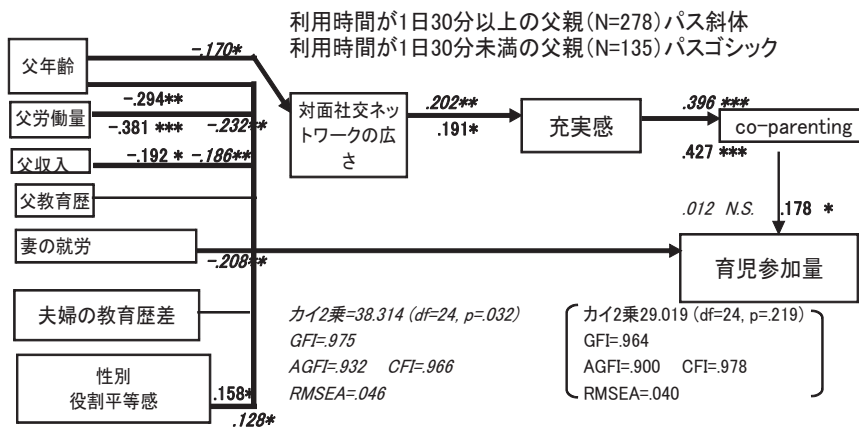 利用時間が1日30分以上の父親(N=278)パス斜体
利用時間が1日30分未満の父親(N=135)パスゴシック
父年齢
-.170*
-.294**
父労働量
-.381 ***
-.232**
父収入
-.192 *
-.186**
父教育歴
妻の就労
-.208**
夫婦の教育歴差
性別
役割平等感
.158*
.128*
対面社交ネッ
トワークの広
さ
.202**
.191*
充実感
.396 ***
.427 ***
co-parenting
.012 N.S.
.178 *
育児参加量
カイ2乗=38.314 (df=24, p=.032)
GFI=.975
AGFI=.932 CFI=.966
RMSEA=.046
カイ2乗29.019 (df=24, p=.219)
GFI=.964
AGFI=.900 CFI=.978
RMSEA=.040